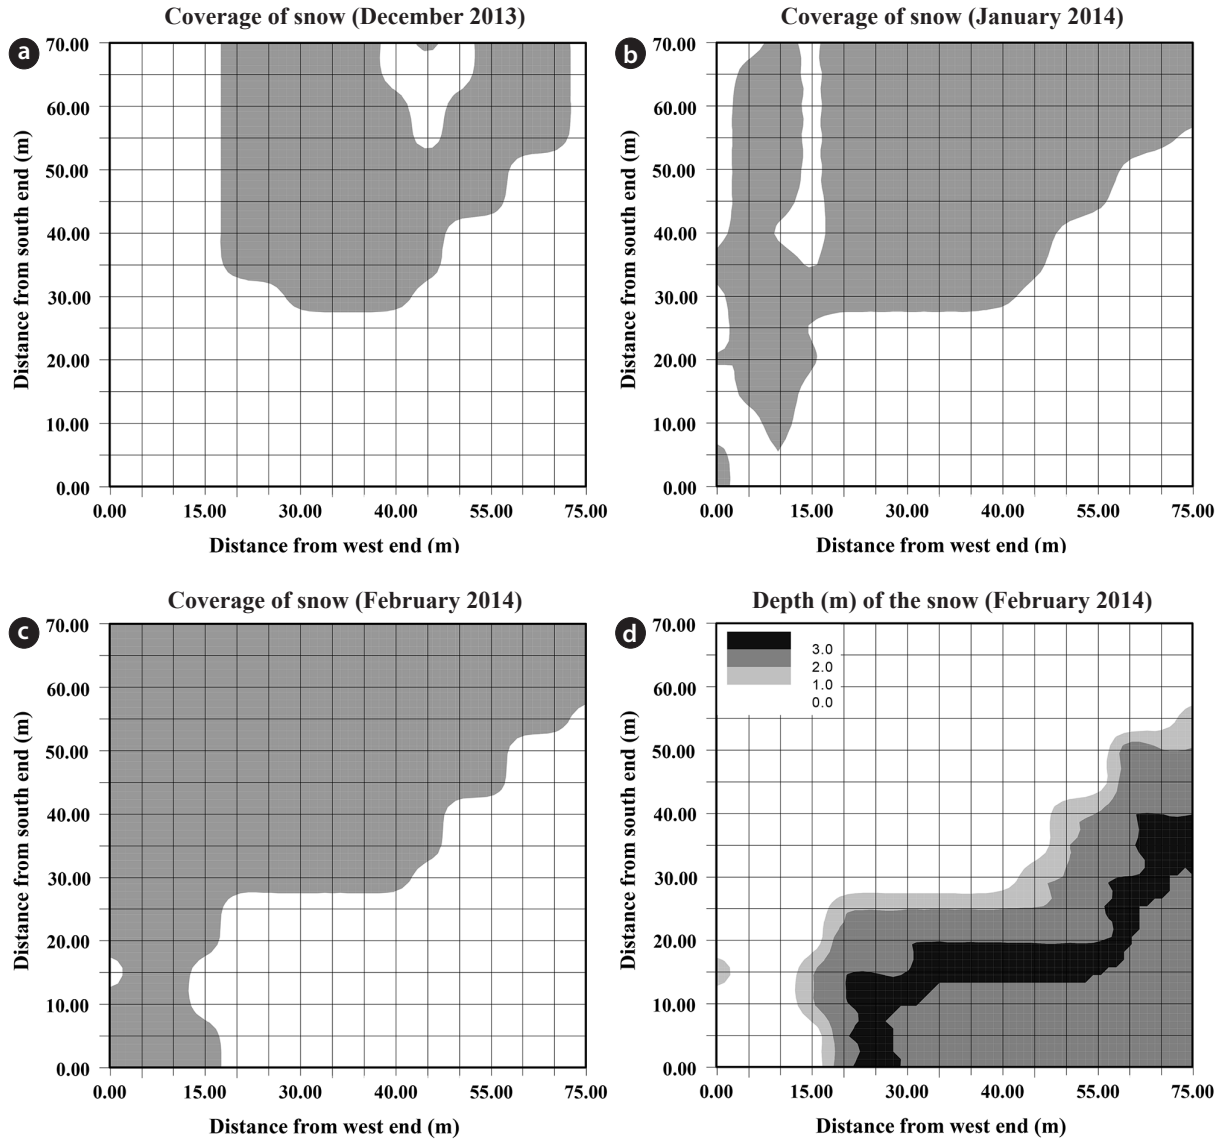 Coverage of snow (December 2013)
a
70.00
60.00
50.00
40.00
30.00
20.00
10.00
0.00
Distance from south end (m)
0.00 15.00 30.00 40.00 55.00 75.00
Distance from west end (m)
Coverage of snow (January 2014)
b
70.00
60.00
50.00
40.00
30.00
20.00
10.00
0.00
Distance from south end (m)
0.00 15.00 30.00 40.00 55.00 75.00
Distance from west end (m)
Coverage of snow (February 2014)
c
70.00
60.00
50.00
40.00
30.00
20.00
10.00
0.00
Distance from south end (m)
0.00 15.00 30.00 40.00 55.00 75.00
Distance from west end (m)
Depth (m) of the snow (February 2014)
d
3.0
2.0
1.0
0.0
70.00
60.00
50.00
40.00
30.00
20.00
10.00
0.00
Distance from south end (m)
0.00 15.00 30.00 40.00 55.00 75.00
Distance from west end (m)